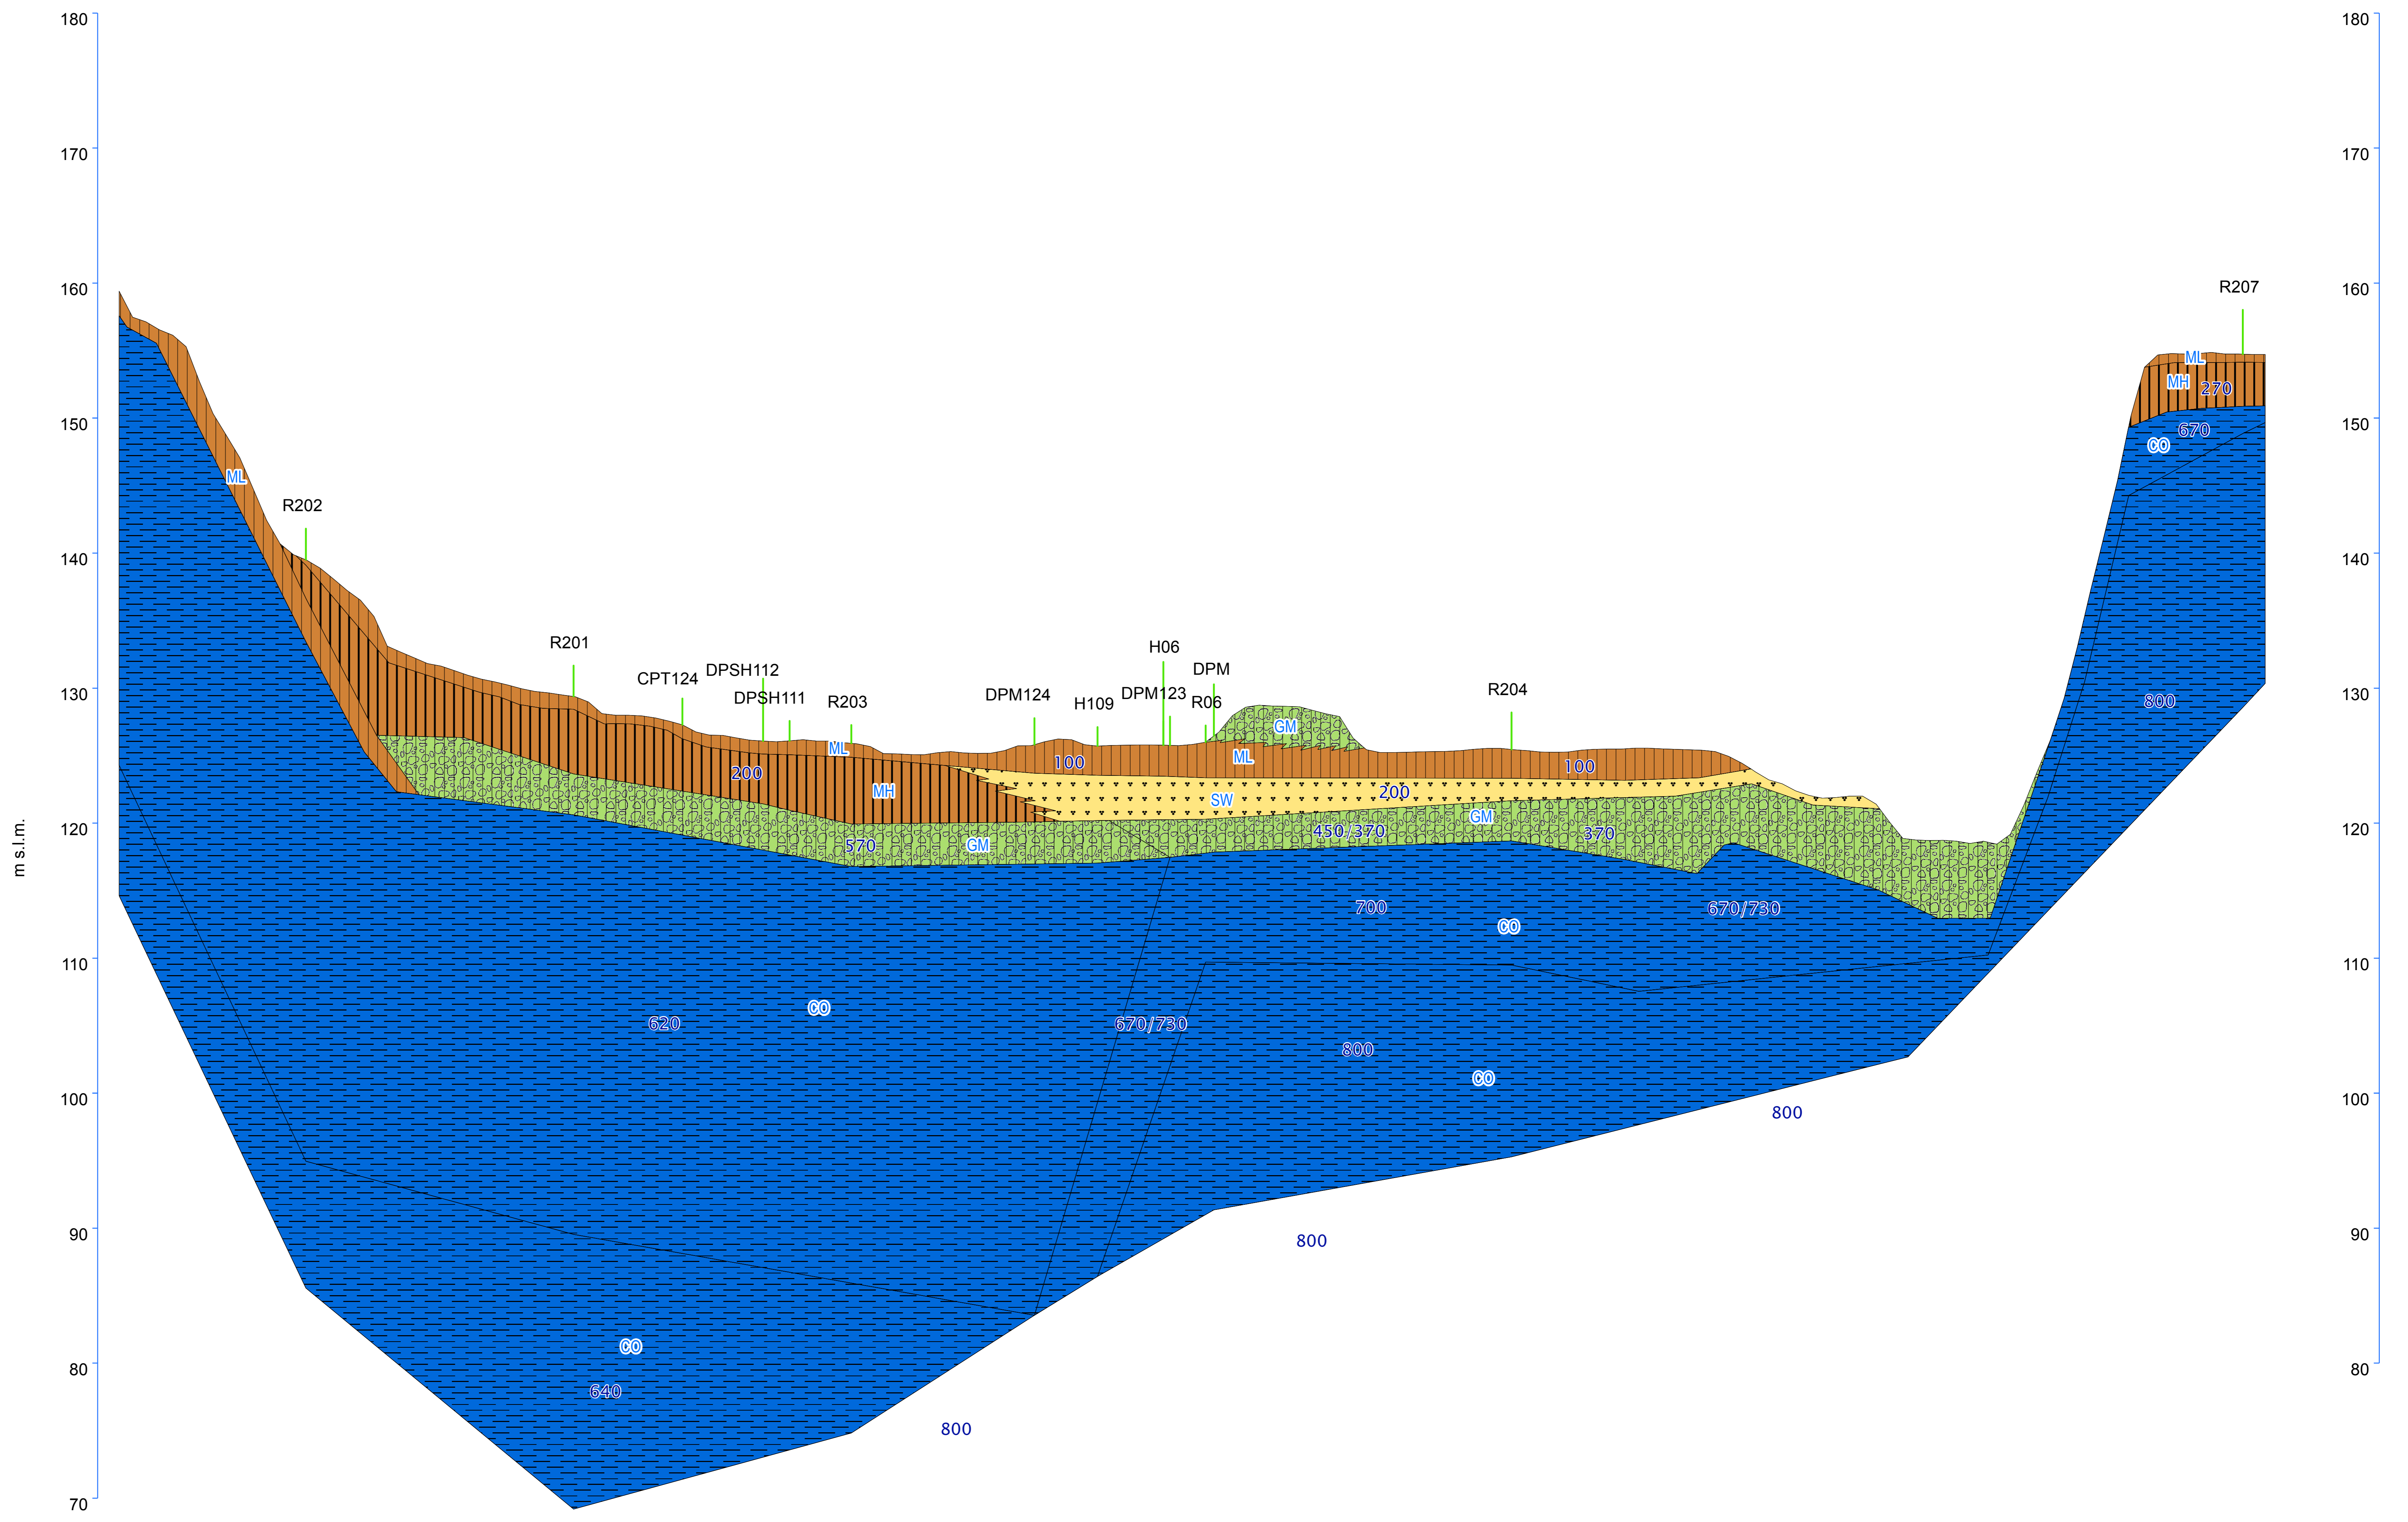 180
180
170
170
160
R207
160
ML
MH
270
150
670
150
CO
ML
R202
140
140
R201
H06
DPSH112
DPM
CPT124
130
R204
130
DPM124
DPM123
DPSH111
R203
H109
R06
800
GM
ML
ML
100
100
200
MH
200
SW
GM
120
450/370
370
120
m s.l.m.
570
GM
700
670/730
CO
110
110
CO
620
670/730
800
CO
100
100
800
90
800
90
CO
80
80
640
800
70